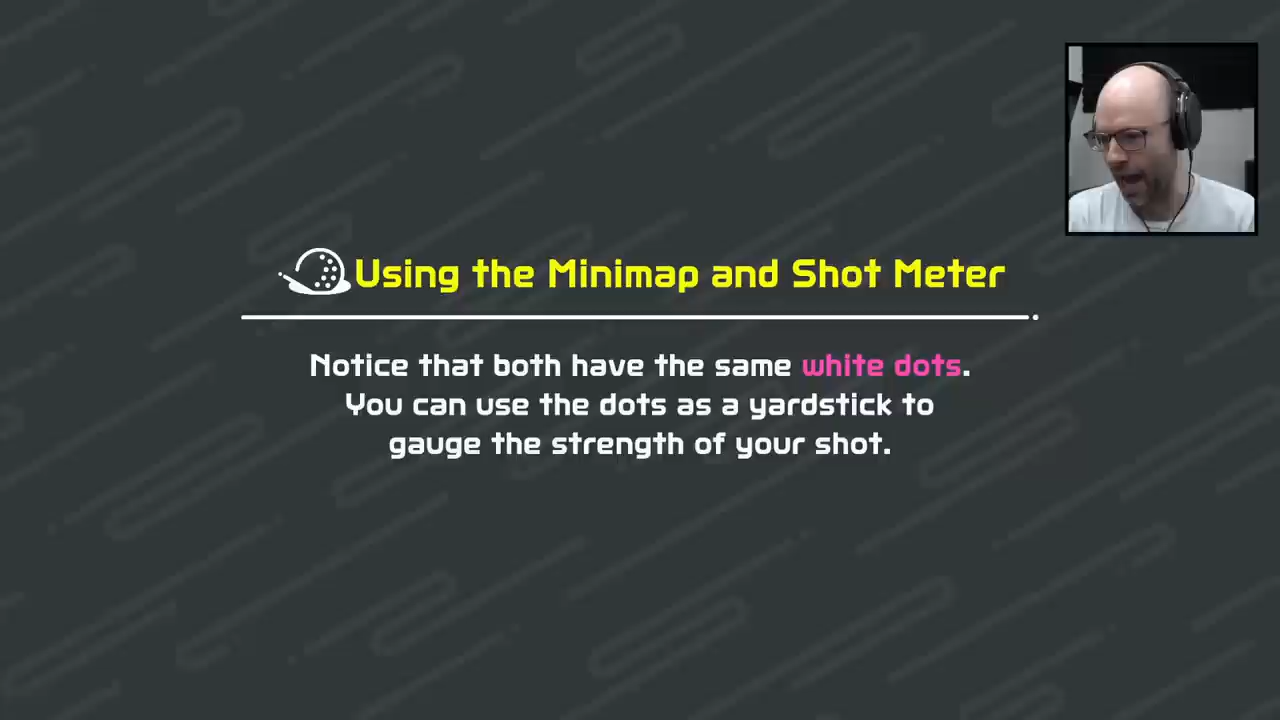 Using the Minimap and Shot Meter
Notice that both have the same white dots.
You can use the dots as a yardstick to
gauge the strength of your shot.